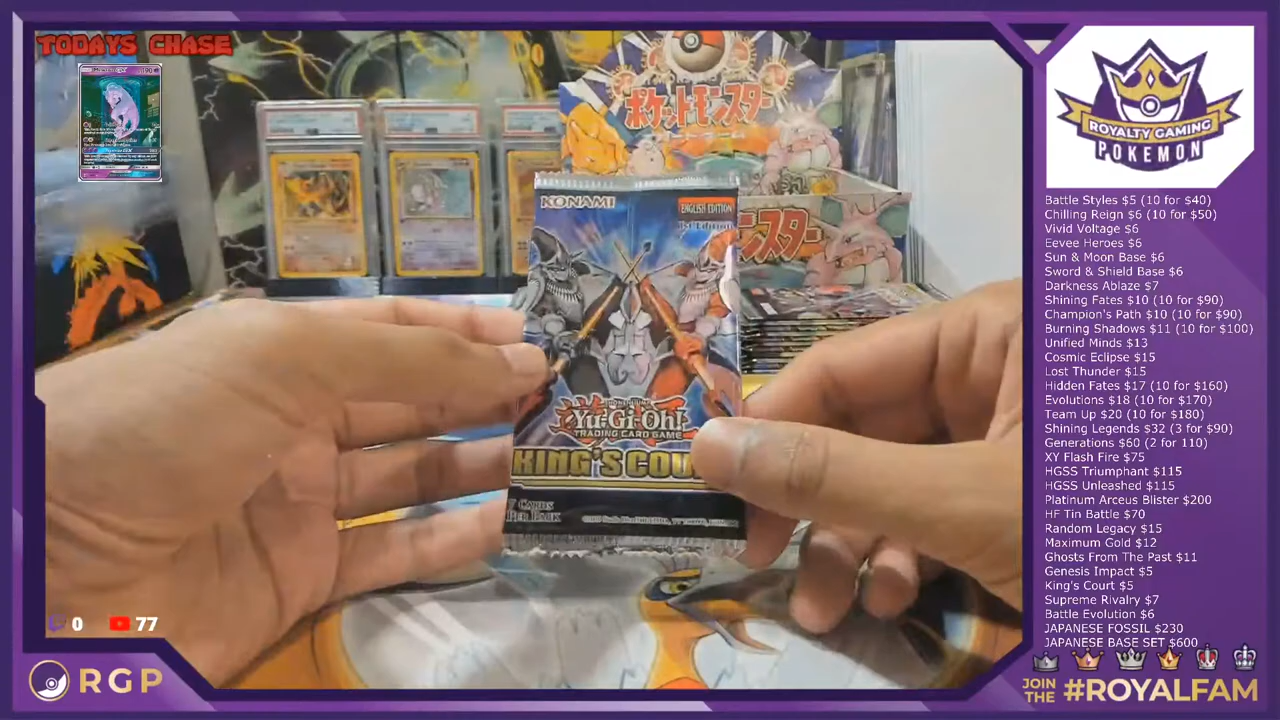 TODAYS CHASE
ポケットモンスター
KONAMI
ENGLISH EDITION
1st Edition
Yu-Gi-Oh!
TRADING CARD GAME
KING'S COU
7 CARDS
PER PACK
0
77
RGP
ROYALTY GAMING
POKEMON
Battle Styles $5 (10 for $40)
Chilling Reign $6 (10 for $50)
Vivid Voltage $6
Eevee Heroes $6
Sun & Moon Base $6
Sword & Shield Base $6
Darkness Ablaze $7
Shining Fates $10 (10 for $90)
Champion's Path $10 (10 for $90)
Burning Shadows $11 (10 for $100)
Unified Minds $13
Cosmic Eclipse $15
Lost Thunder $15
Hidden Fates $17 (10 for $160)
Evolutions $18 (10 for $170)
Team Up $20 (10 for $180)
Shining Legends $32 (3 for $90)
Generations $60 (2 for 110)
XY Flash Fire $75
HGSS Triumphant $115
HGSS Unleashed $115
Platinum Arceus Blister $200
HF Tin Battle $70
Random Legacy $15
Maximum Gold $12
Ghosts From The Past $11
Genesis Impact $5
King's Court $5
Supreme Rivalry $7
Battle Evolution $6
JAPANESE FOSSIL $230
JAPANESE BASE SET $600
JOIN
THE
#ROYALFAM